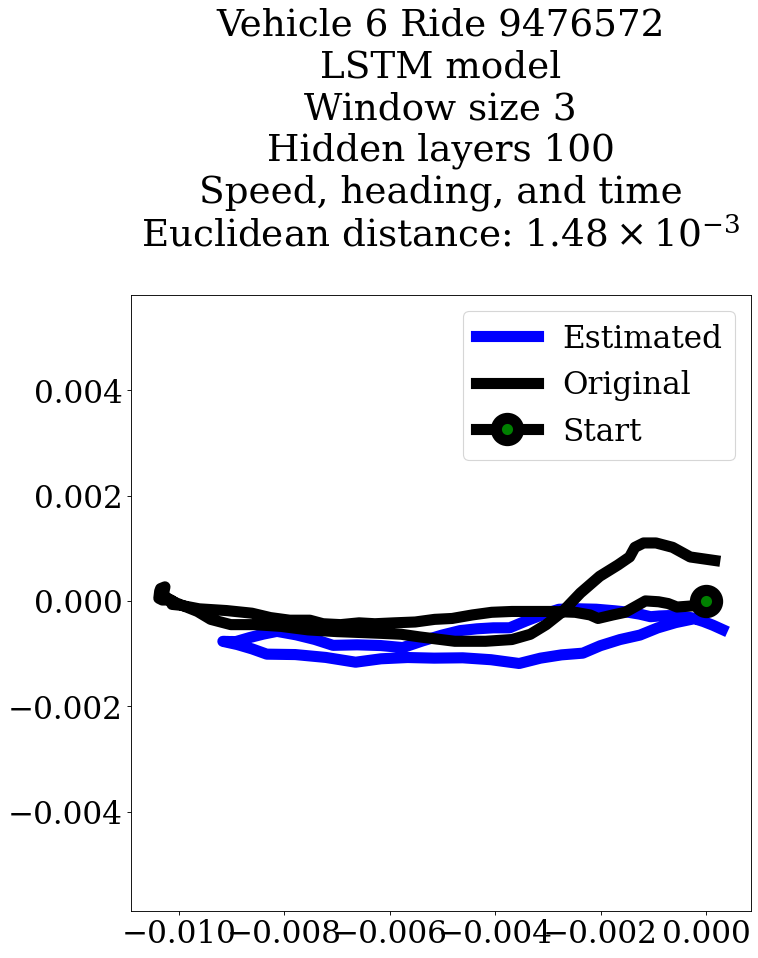 Vehicle 6 Ride 9476572
LSTM model
Window size 3
Hidden layers 100
Speed, heading, and time
Euclidean distance: 1.48 × 10⁻³
Estimated
Original
Start
0.004
0.002
0.000
−0.002
−0.004
−0.010 −0.008 −0.006 −0.004 −0.002 0.000